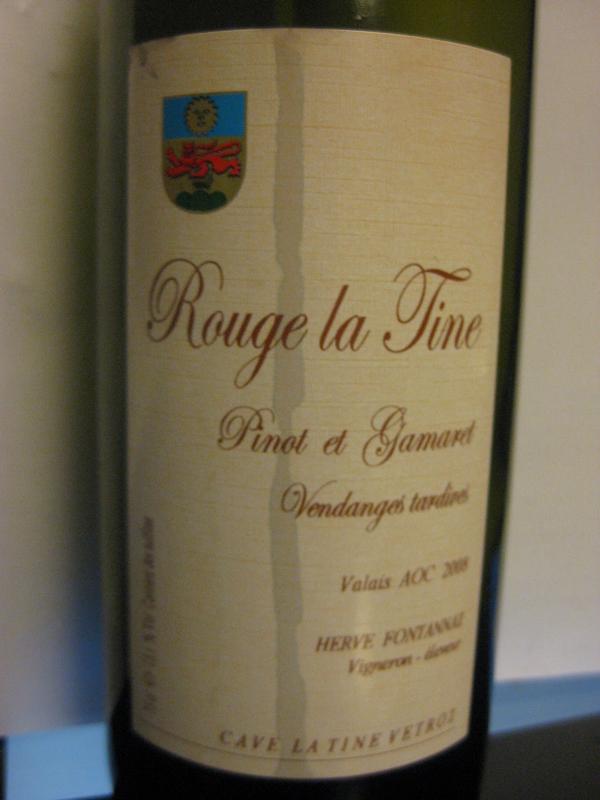 Rouge la Tine
Pinot et Gamaret
Vendanges tardives
Valais AOC 2008
HERVE FONTANNAZ
Vigneron - éleveur
CAVE LA TINE VETROZ